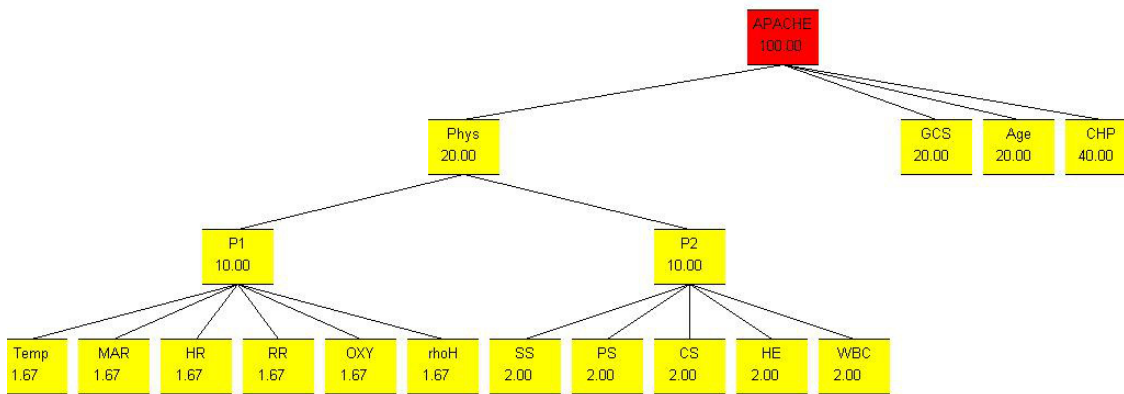 APACHE
100.00
Phys
20.00
GCS
20.00
Age
20.00
CHP
40.00
P1
10.00
P2
10.00
Temp
1.67
MAR
1.67
HR
1.67
RR
1.67
OXY
1.67
rhoH
1.67
SS
2.00
PS
2.00
CS
2.00
HE
2.00
WBC
2.00